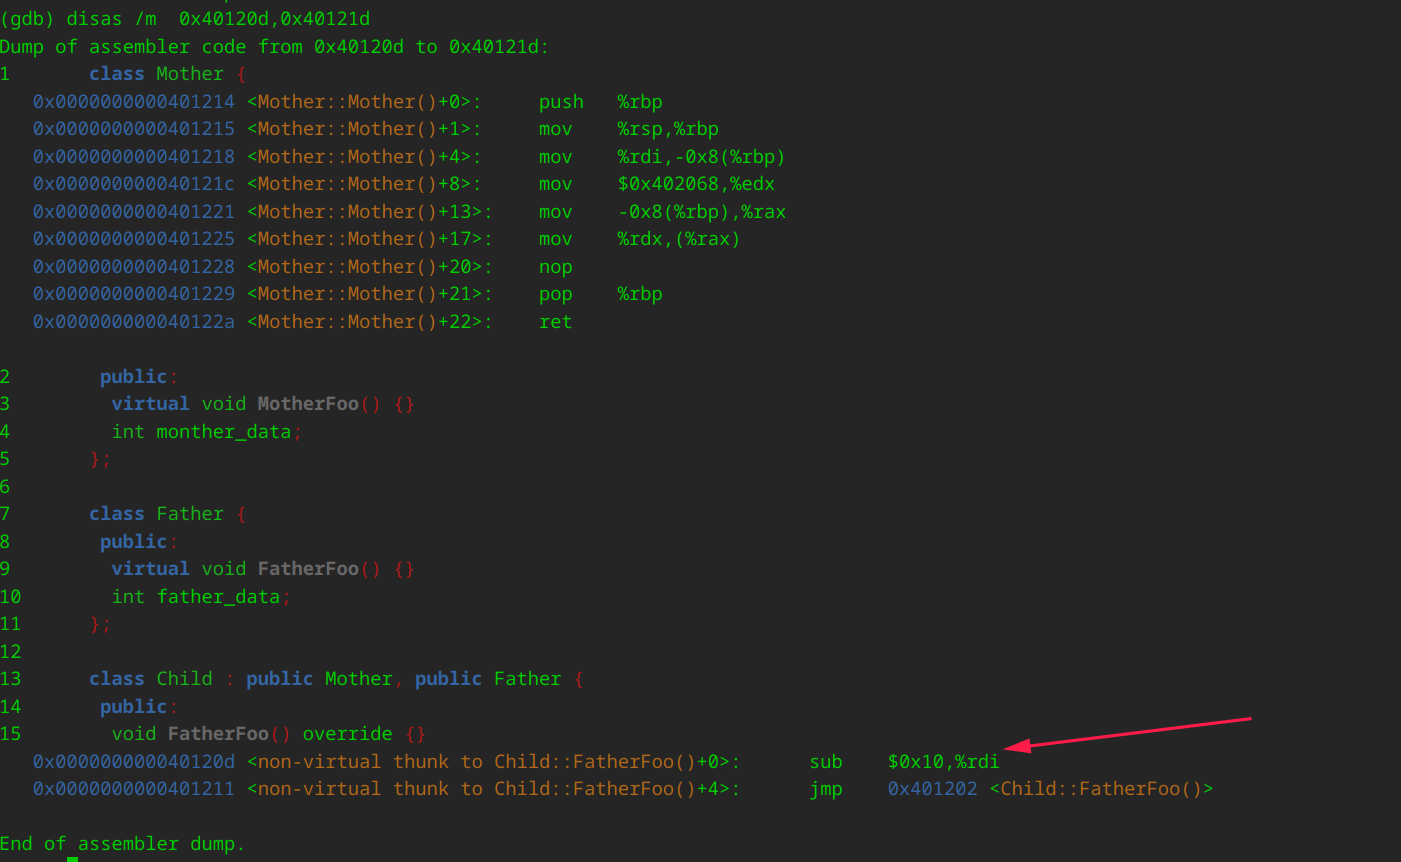 (gdb) disas /m  0x40120d,0x40121d
Dump of assembler code from 0x40120d to 0x40121d:
1       class Mother {
   0x0000000000401214 <Mother::Mother()+0>:     push   %rbp
   0x0000000000401215 <Mother::Mother()+1>:     mov    %rsp,%rbp
   0x0000000000401218 <Mother::Mother()+4>:     mov    %rdi,-0x8(%rbp)
   0x000000000040121c <Mother::Mother()+8>:     mov    $0x402068,%edx
   0x0000000000401221 <Mother::Mother()+13>:    mov    -0x8(%rbp),%rax
   0x0000000000401225 <Mother::Mother()+17>:    mov    %rdx,(%rax)
   0x0000000000401228 <Mother::Mother()+20>:    nop
   0x0000000000401229 <Mother::Mother()+21>:    pop    %rbp
   0x000000000040122a <Mother::Mother()+22>:    ret
2        public:
3         virtual void MotherFoo() {}
4         int monther_data;
5       };
6
7       class Father {
8        public:
9         virtual void FatherFoo() {}
10        int father_data;
11      };
12
13      class Child : public Mother, public Father {
14       public:
15        void FatherFoo() override {}
   0x000000000040120d <non-virtual thunk to Child::FatherFoo()+0>:      sub    $0x10,%rdi
   0x0000000000401211 <non-virtual thunk to Child::FatherFoo()+4>:      jmp    0x401202 <Child::FatherFoo()>
End of assembler dump.